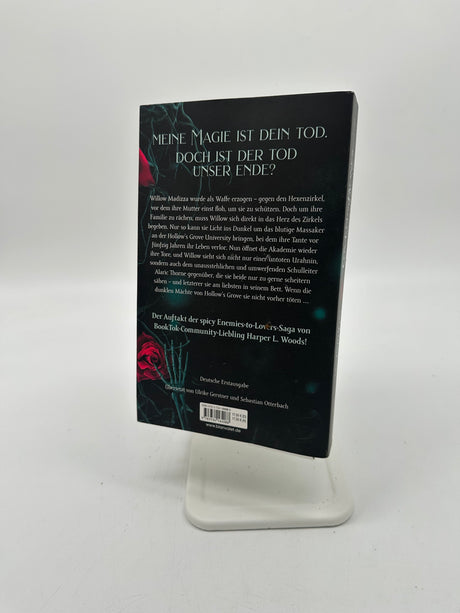 MEINE MAGIE IST DEIN TOD.
DOCH IST DER TOD
UNSER ENDE?
Willow Madizza wurde als Waffe erzogen – gegen den Hexenzirkel,
vor dem ihre Mutter einst floh, um sie zu schützen. Doch um ihre
Familie zu rächen, muss Willow sich direkt in das Herz des Zirkels
begeben. Nur so kann sie Licht ins Dunkel um das blutige Massaker
an der Hollow's Grove University bringen, bei dem ihre Tante vor
fünfzig Jahren ihr Leben verlor. Nun öffnet die Akademie wieder
ihre Tore, und Willow sieht sich nicht nur einer untoten Urahnin,
sondern auch dem unausstehlichen und umwerfenden Schulleiter
Alaric Thorne gegenüber, die sie beide nur zu gerne scheitern
sähen – und letzterer sie am liebsten in seinem Bett. Wenn die
dunklen Mächte von Hollow's Grove sie nicht vorher töten ...
Der Auftakt der spicy Enemies-to-Lovers-Saga von
BookTok-Community-Liebling Harper L. Woods!
Deutsche Erstausgabe
Übersetzt von Ulrike Gerstner und Sebastian Otterbach
www.blanvalet.de